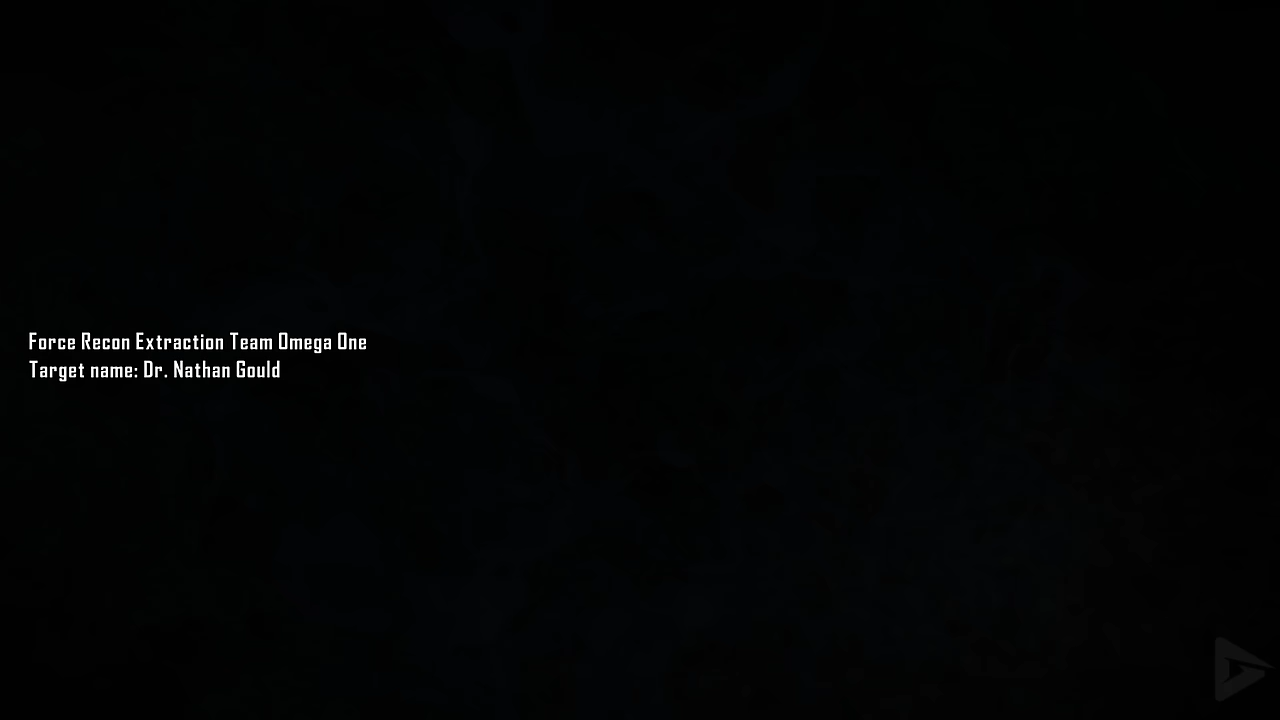 Force Recon Extraction Team Omega One
Target name: Dr. Nathan Gould